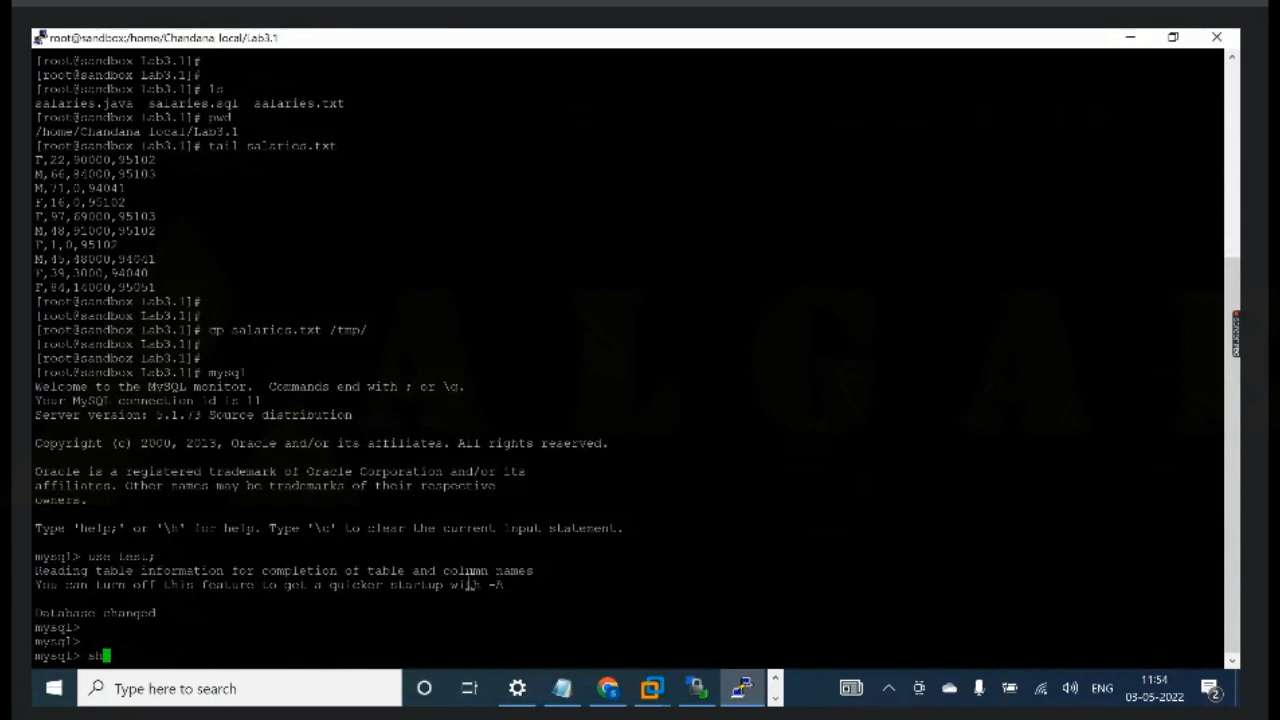 root@sandbox:/home/Chandana_local/Lab3.1
[root@sandbox Lab3.1]#
[root@sandbox Lab3.1]#
[root@sandbox Lab3.1]# ls
salaries.java  salaries.sql  salaries.txt
[root@sandbox Lab3.1]# pwd
/home/Chandana_local/Lab3.1
[root@sandbox Lab3.1]# tail salaries.txt
F,22,90000,95102
M,66,84000,95103
M,71,0,94041
F,16,0,95102
F,97,69000,95103
M,48,91000,95102
F,1,0,95102
M,45,48000,94041
F,39,3000,94040
F,84,14000,95051
[root@sandbox Lab3.1]#
[root@sandbox Lab3.1]#
[root@sandbox Lab3.1]# cp salaries.txt /tmp/
[root@sandbox Lab3.1]#
[root@sandbox Lab3.1]#
[root@sandbox Lab3.1]# mysql
Welcome to the MySQL monitor.  Commands end with ; or \g.
Your MySQL connection id is 11
Server version: 5.1.73 Source distribution
Copyright (c) 2000, 2013, Oracle and/or its affiliates. All rights reserved.
Oracle is a registered trademark of Oracle Corporation and/or its
affiliates. Other names may be trademarks of their respective
owners.
Type 'help;' or '\h' for help. Type '\c' to clear the current input statement.
mysql> use test;
Reading table information for completion of table and column names
You can turn off this feature to get a quicker startup with -A
Database changed
mysql>
mysql>
mysql> sh
Type here to search
ENG
11:54
03-05-2022
2